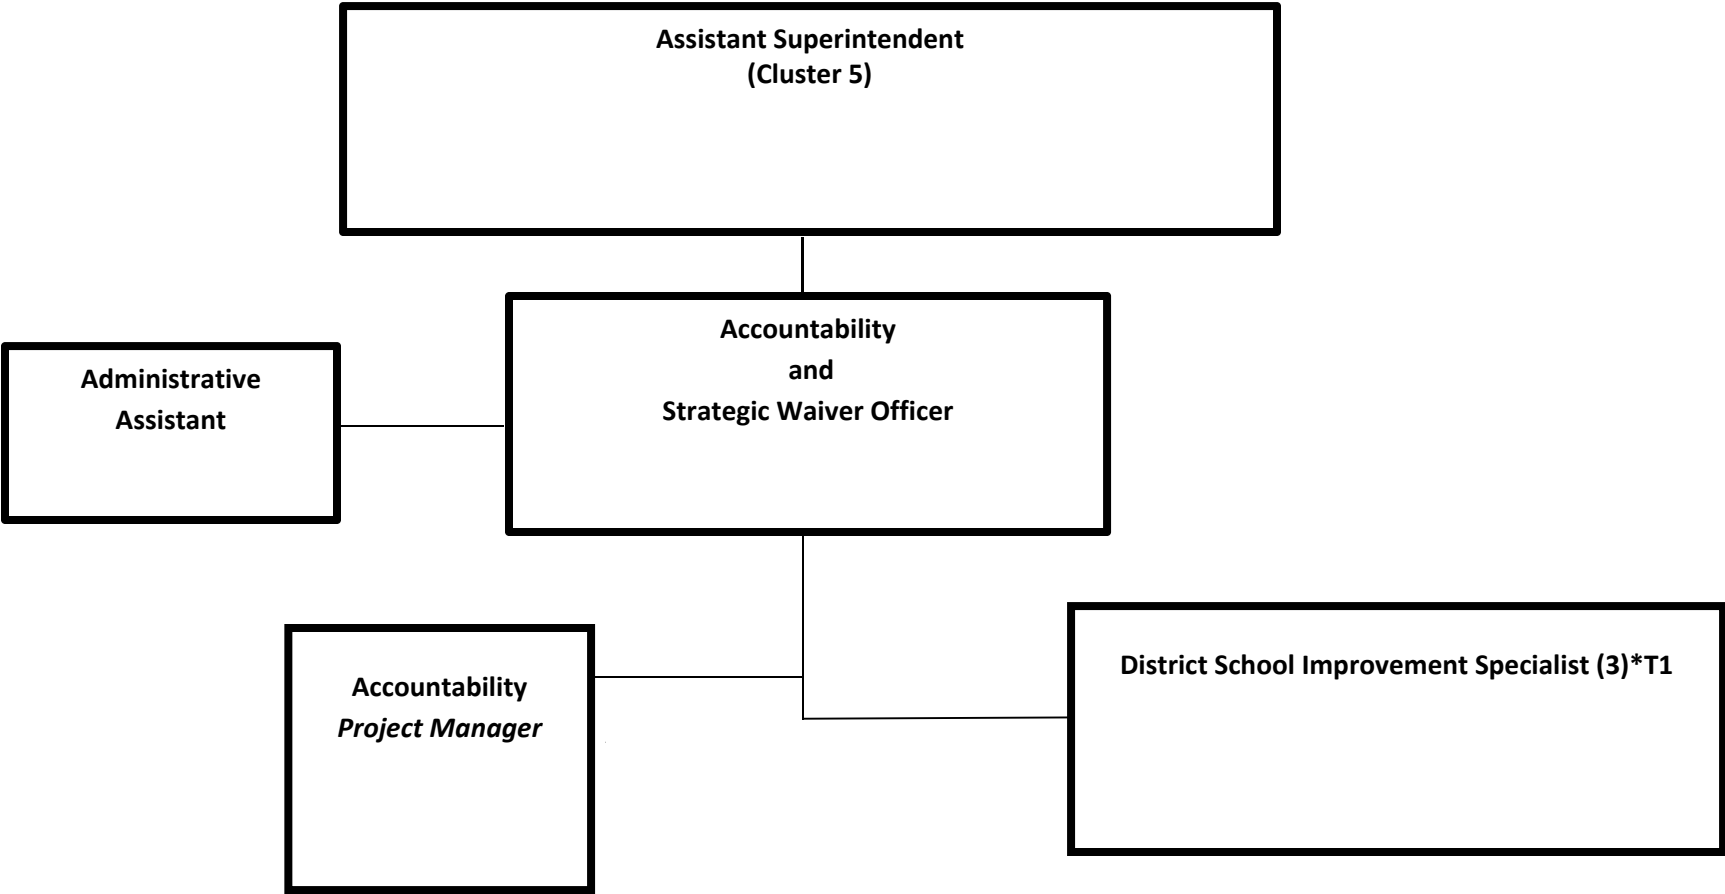 Assistant Superintendent
(Cluster 5)
Accountability
and
Strategic Waiver Officer
Administrative
Assistant
Accountability
Project Manager
District School Improvement Specialist (3)*T1